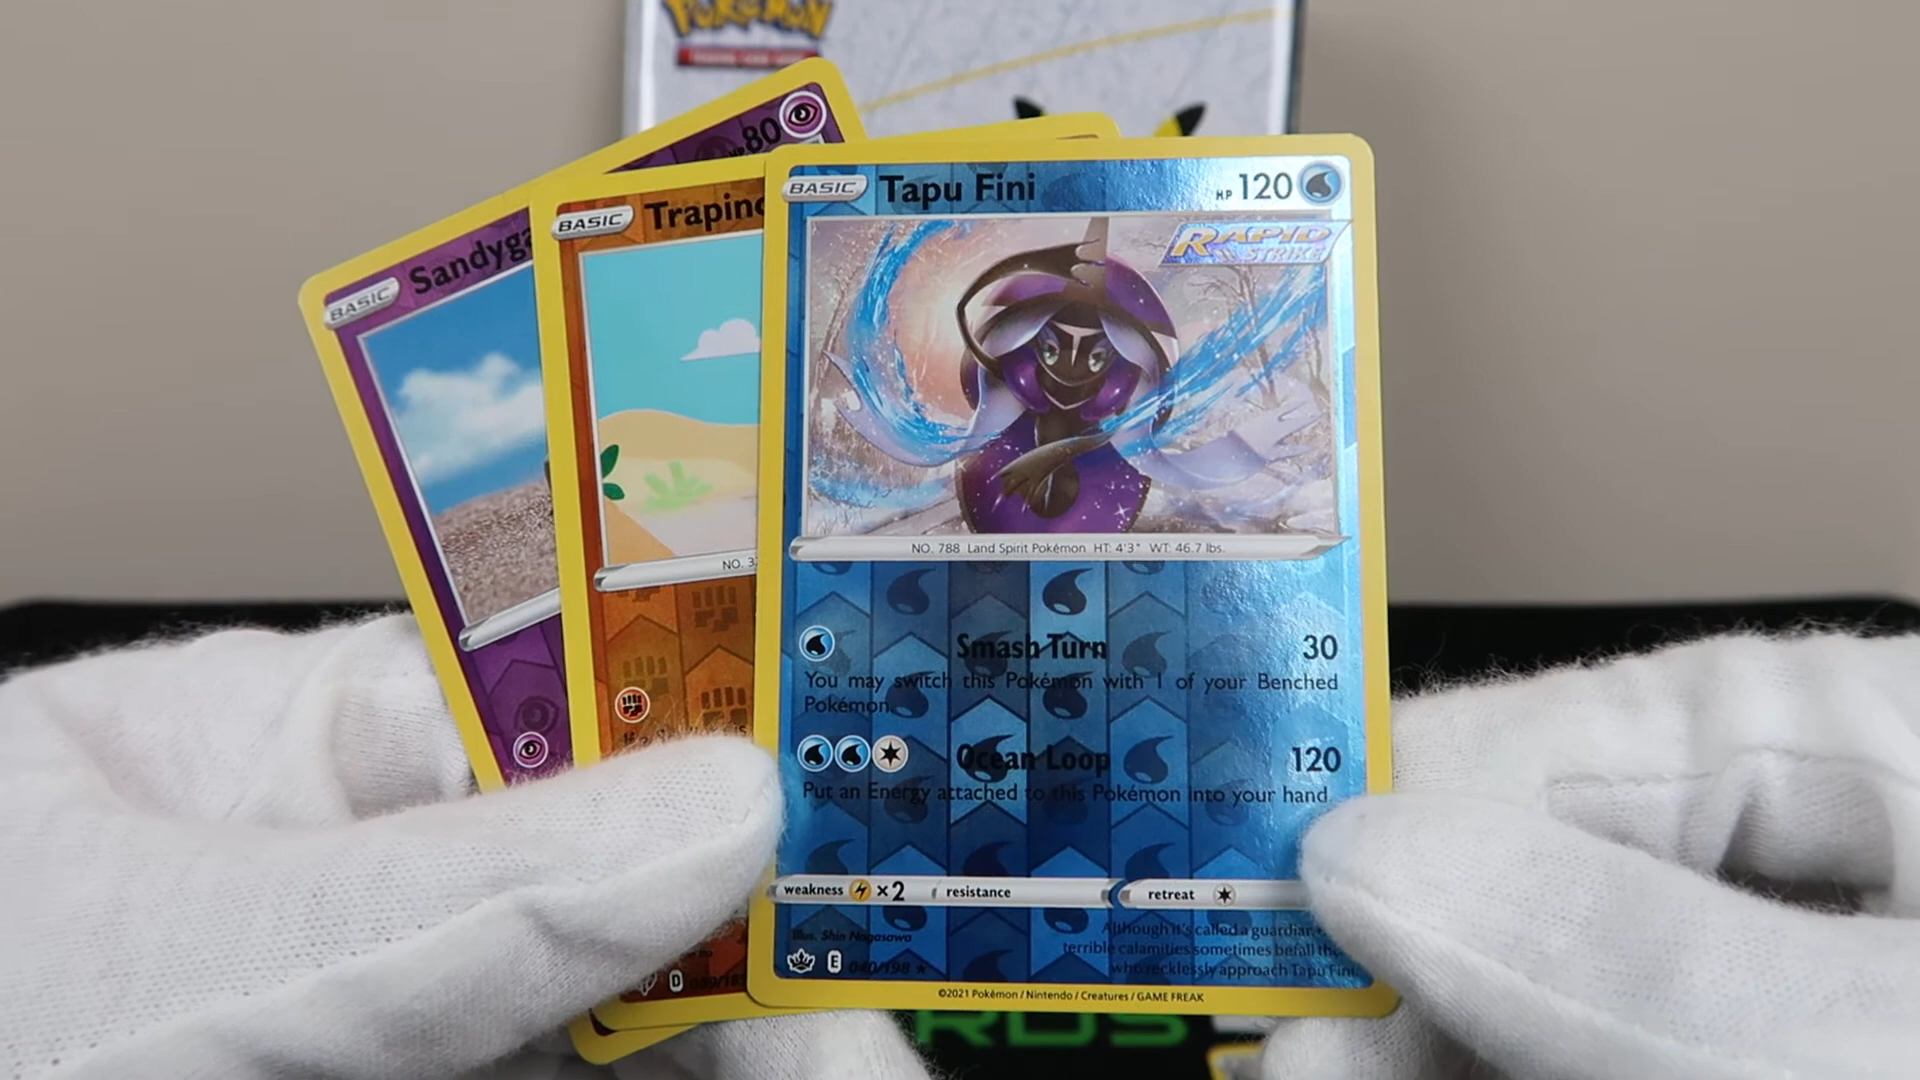 POKÉMON
HP 80
BASIC Sandyga
BASIC Trapinc
NO. 3
D
BASIC Tapu Fini HP 120
RAPID
STRIKE
NO. 788 Land Spirit Pokémon HT: 4'3" WT: 46.7 lbs.
Smash Turn 30
You may switch this Pokémon with 1 of your Benched
Pokémon.
Ocean Loop 120
Put an Energy attached to this Pokémon into your hand.
weakness ×2 resistance retreat
Illus. Shin Nagasawa
E 040/198 ★
Although it's called a guardian
terrible calamities sometimes befall th
who recklessly approach Tapu Fini.
©2021 Pokémon / Nintendo / Creatures / GAME FREAK
RDS